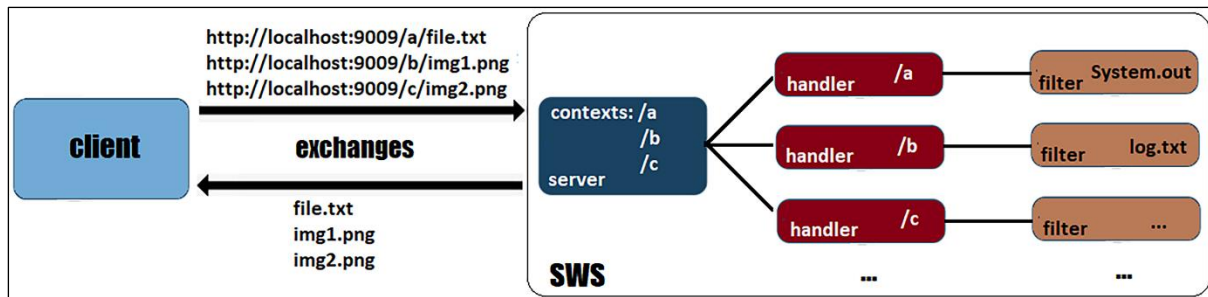 http://localhost:9009/a/file.txt
http://localhost:9009/b/img1.png
http://localhost:9009/c/img2.png
client
exchanges
file.txt
img1.png
img2.png
contexts: /a
/b
/c
server
handler /a
filter System.out
handler /b
filter log.txt
handler /c
filter ...
SWS
... ...